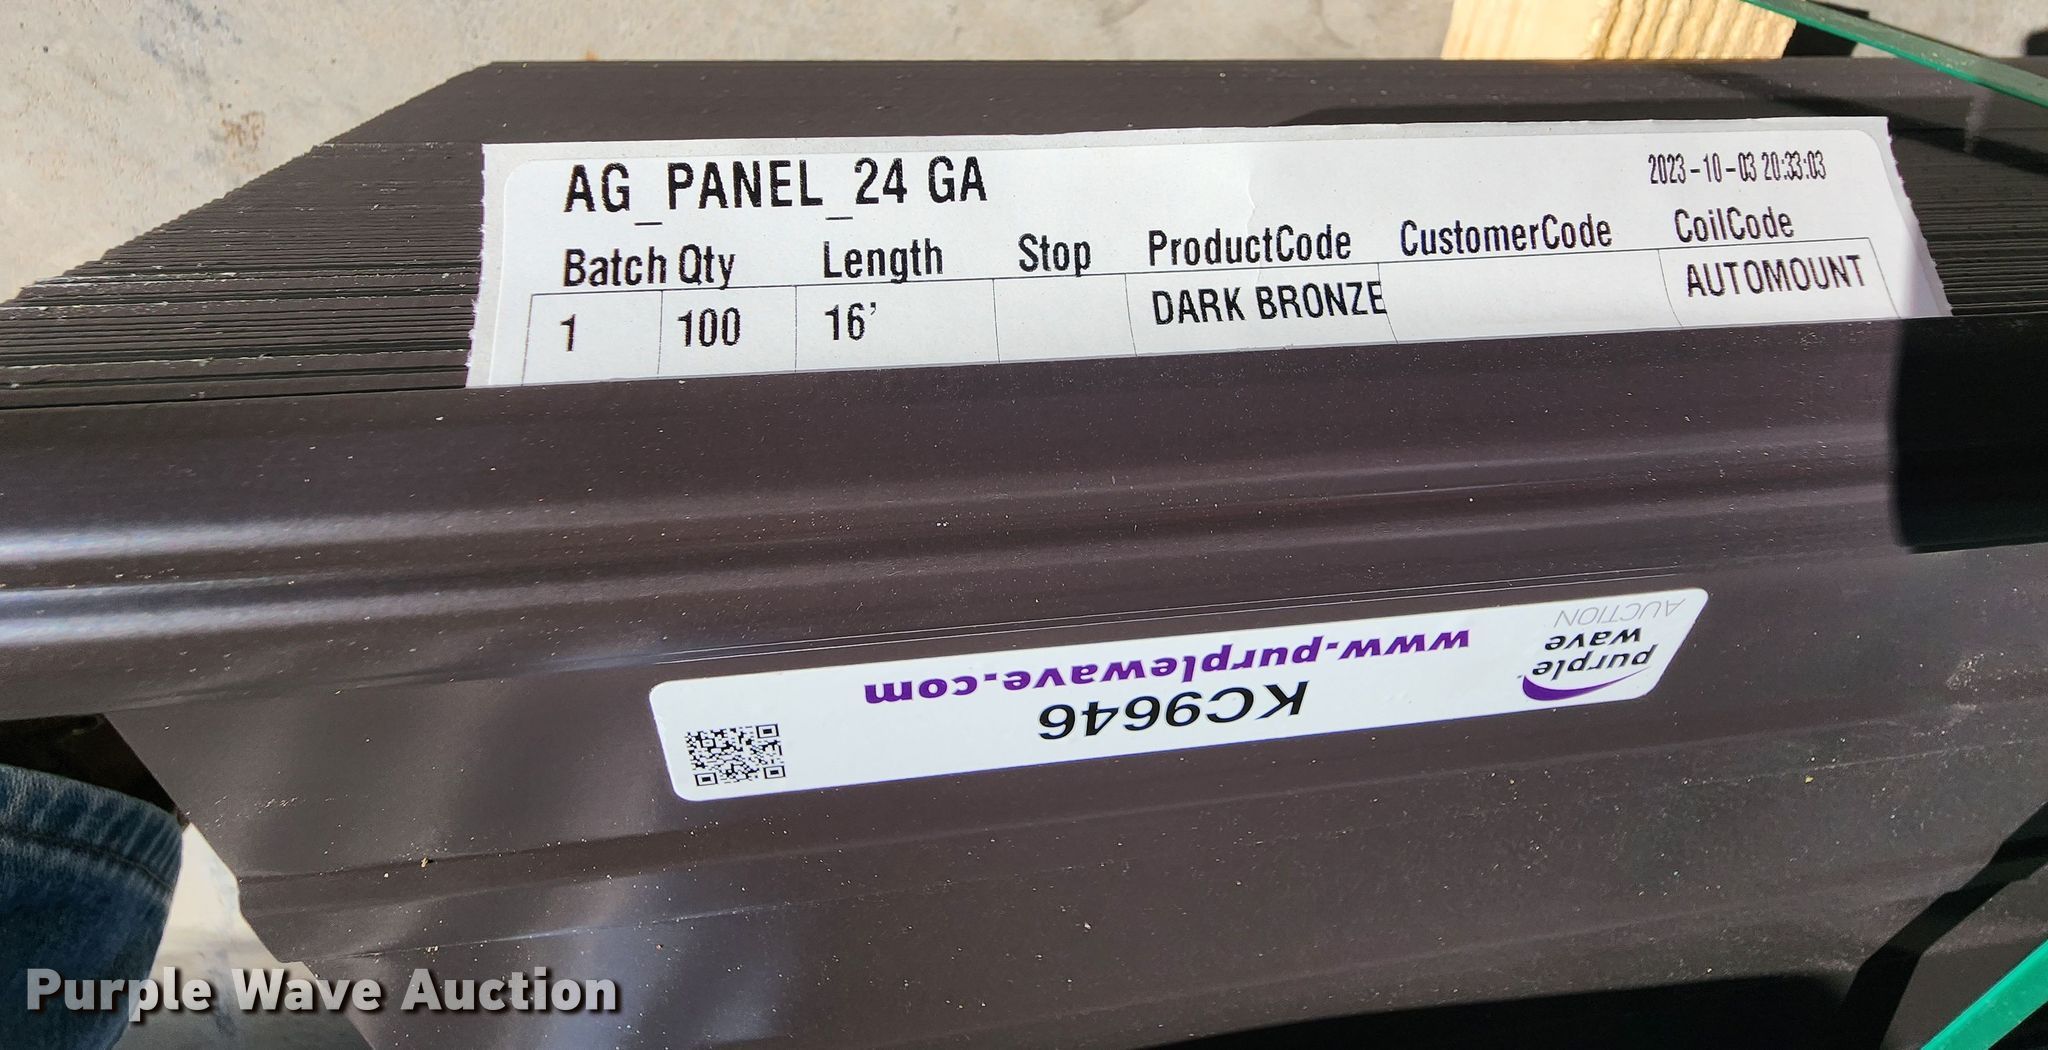 AG_PANEL_24 GA
2023-10-03 20:33:03
Batch Qty Length Stop ProductCode CustomerCode CoilCode
1 100 16' DARK BRONZE AUTOMOUNT
purple
wave
AUCTION
www.purplewave.com
KC9646
Purple Wave Auction